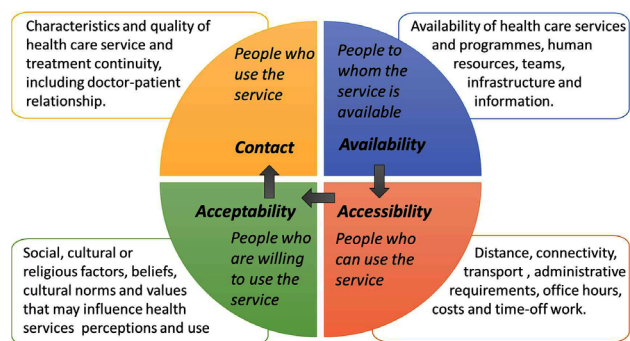 Characteristics and quality of
health care service and
treatment continuity,
including doctor-patient
relationship.
People who
use the
service
Contact
People to
whom the
service is
available
Availability
Availability of health care services
and programmes, human
resources, teams,
infrastructure and
information.
Acceptability
People who
are willing
to use the
service
Accessibility
People who
can use the
service
Social, cultural or
religious factors, beliefs,
cultural norms and values
that may influence health
services perceptions and use
Distance, connectivity,
transport , administrative
requirements, office hours,
costs and time-off work.